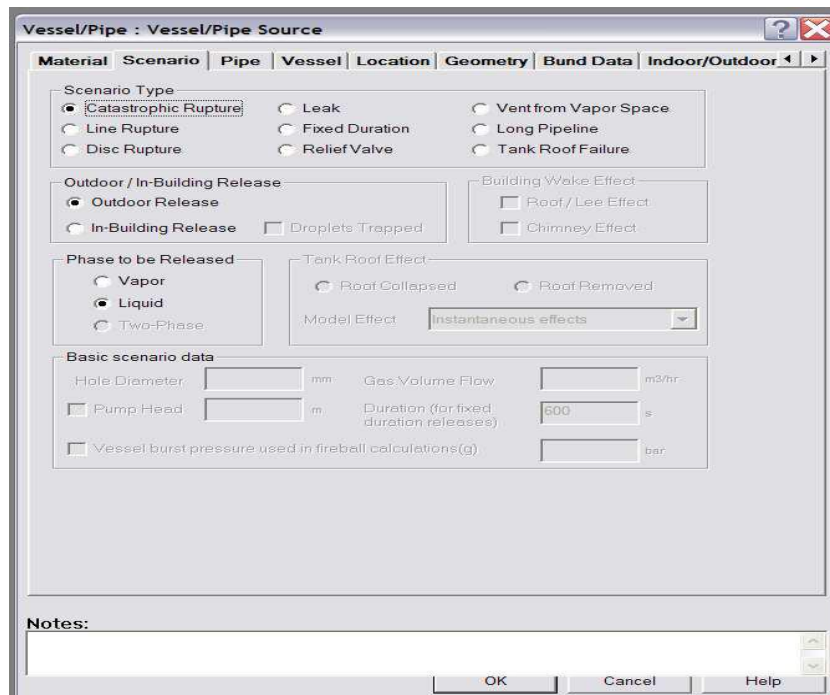 Vessel/Pipe : Vessel/Pipe Source
Material Scenario Pipe Vessel Location Geometry Bund Data Indoor/Outdoor
Scenario Type
Catastrophic Rupture Leak Vent from Vapor Space
Line Rupture Fixed Duration Long Pipeline
Disc Rupture Relief Valve Tank Roof Failure
Outdoor / In-Building Release Building Wake Effect
Outdoor Release Roof / Lee Effect
In-Building Release Droplets Trapped Chimney Effect
Phase to be Released Tank Roof Effect
Vapor Roof Collapsed Roof Removed
Liquid
Two-Phase Model Effect Instantaneous effects
Basic scenario data
Hole Diameter mm Gas Volume Flow m3/hr
Pump Head m Duration (for fixed duration releases) 600 s
Vessel burst pressure used in fireball calculations(g) bar
Notes:
OK Cancel Help